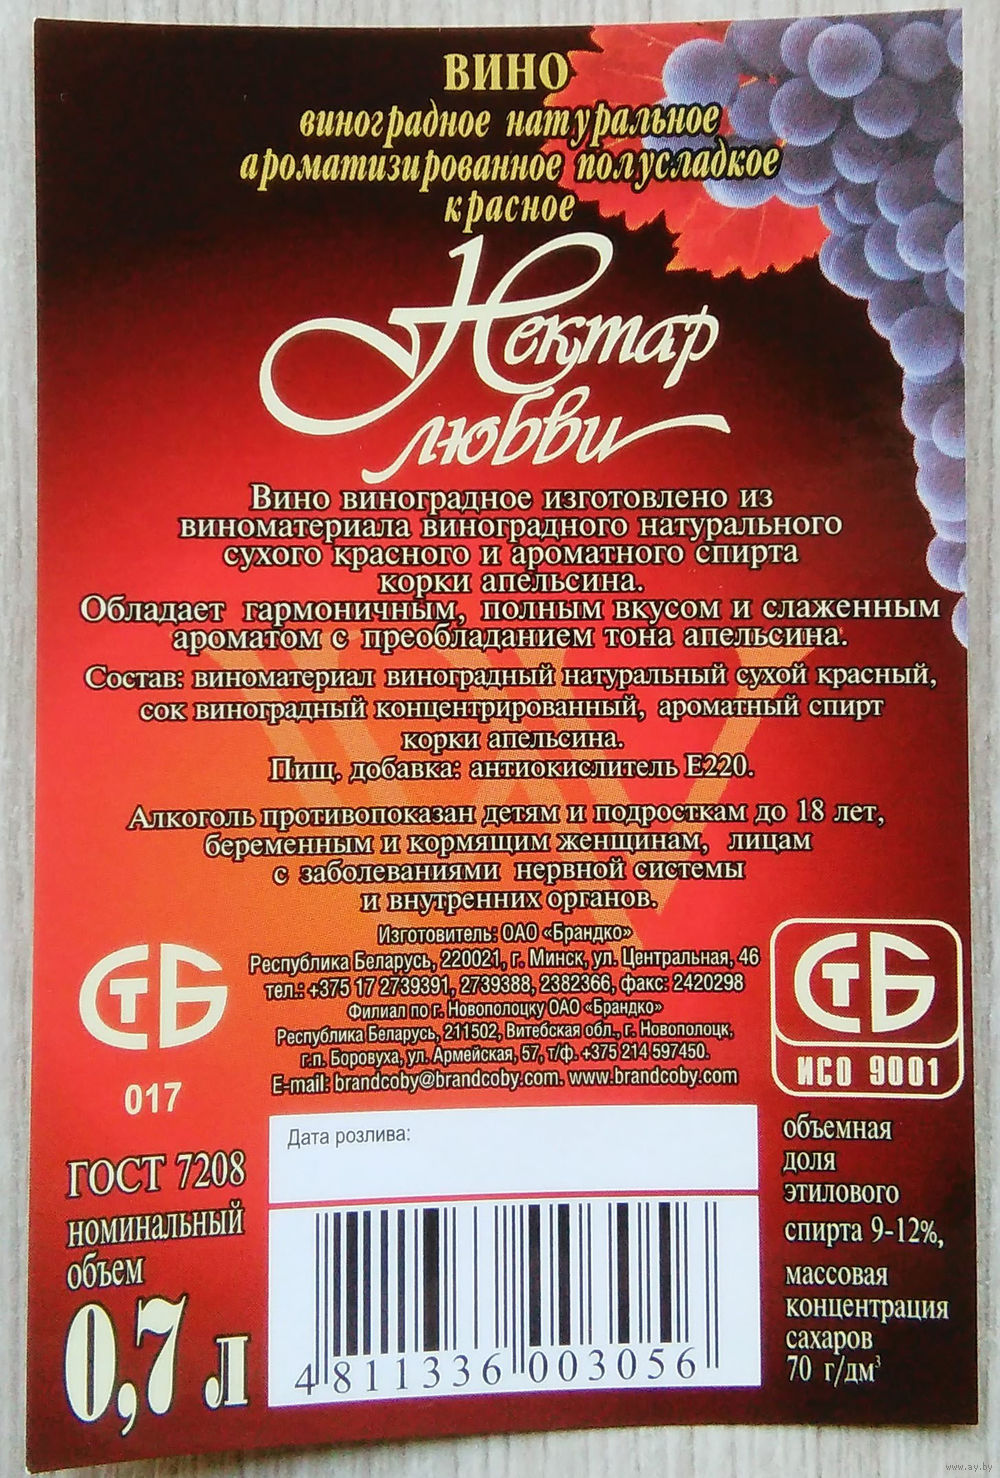 ВИНО
виноградное натуральное
ароматизированное полусладкое
красное
Нектар
любви
Вино виноградное изготовлено из
виноматериала виноградного натурального
сухого красного и ароматного спирта
корки апельсина.
Обладает гармоничным, полным вкусом и слаженным
ароматом с преобладанием тона апельсина.
Состав: виноматериал виноградный натуральный сухой красный,
сок виноградный концентрированный, ароматный спирт
корки апельсина.
Пищ. добавка: антиокислитель Е220.
Алкоголь противопоказан детям и подросткам до 18 лет,
беременным и кормящим женщинам, лицам
с заболеваниями нервной системы
и внутренних органов.
Изготовитель: ОАО «Брандко»
Республика Беларусь, 220021, г. Минск, ул. Центральная, 46
тел.: +375 17 2739391, 2739388, 2382366, факс: 2420298
Филиал по г. Новополоцку ОАО «Брандко»
Республика Беларусь, 211502, Витебская обл., г. Новополоцк,
г.п. Боровуха, ул. Армейская, 57, т/ф. +375 214 597450.
E-mail: brandcoby@brandcoby.com. www.brandcoby.com
СТБ
017
СТБ
ИСО 9001
ГОСТ 7208
номинальный
объем
0,7 л
Дата розлива:
4 811336 003056
объемная
доля
этилового
спирта 9-12%,
массовая
концентрация
сахаров
70 г/дм³
www.ay.by